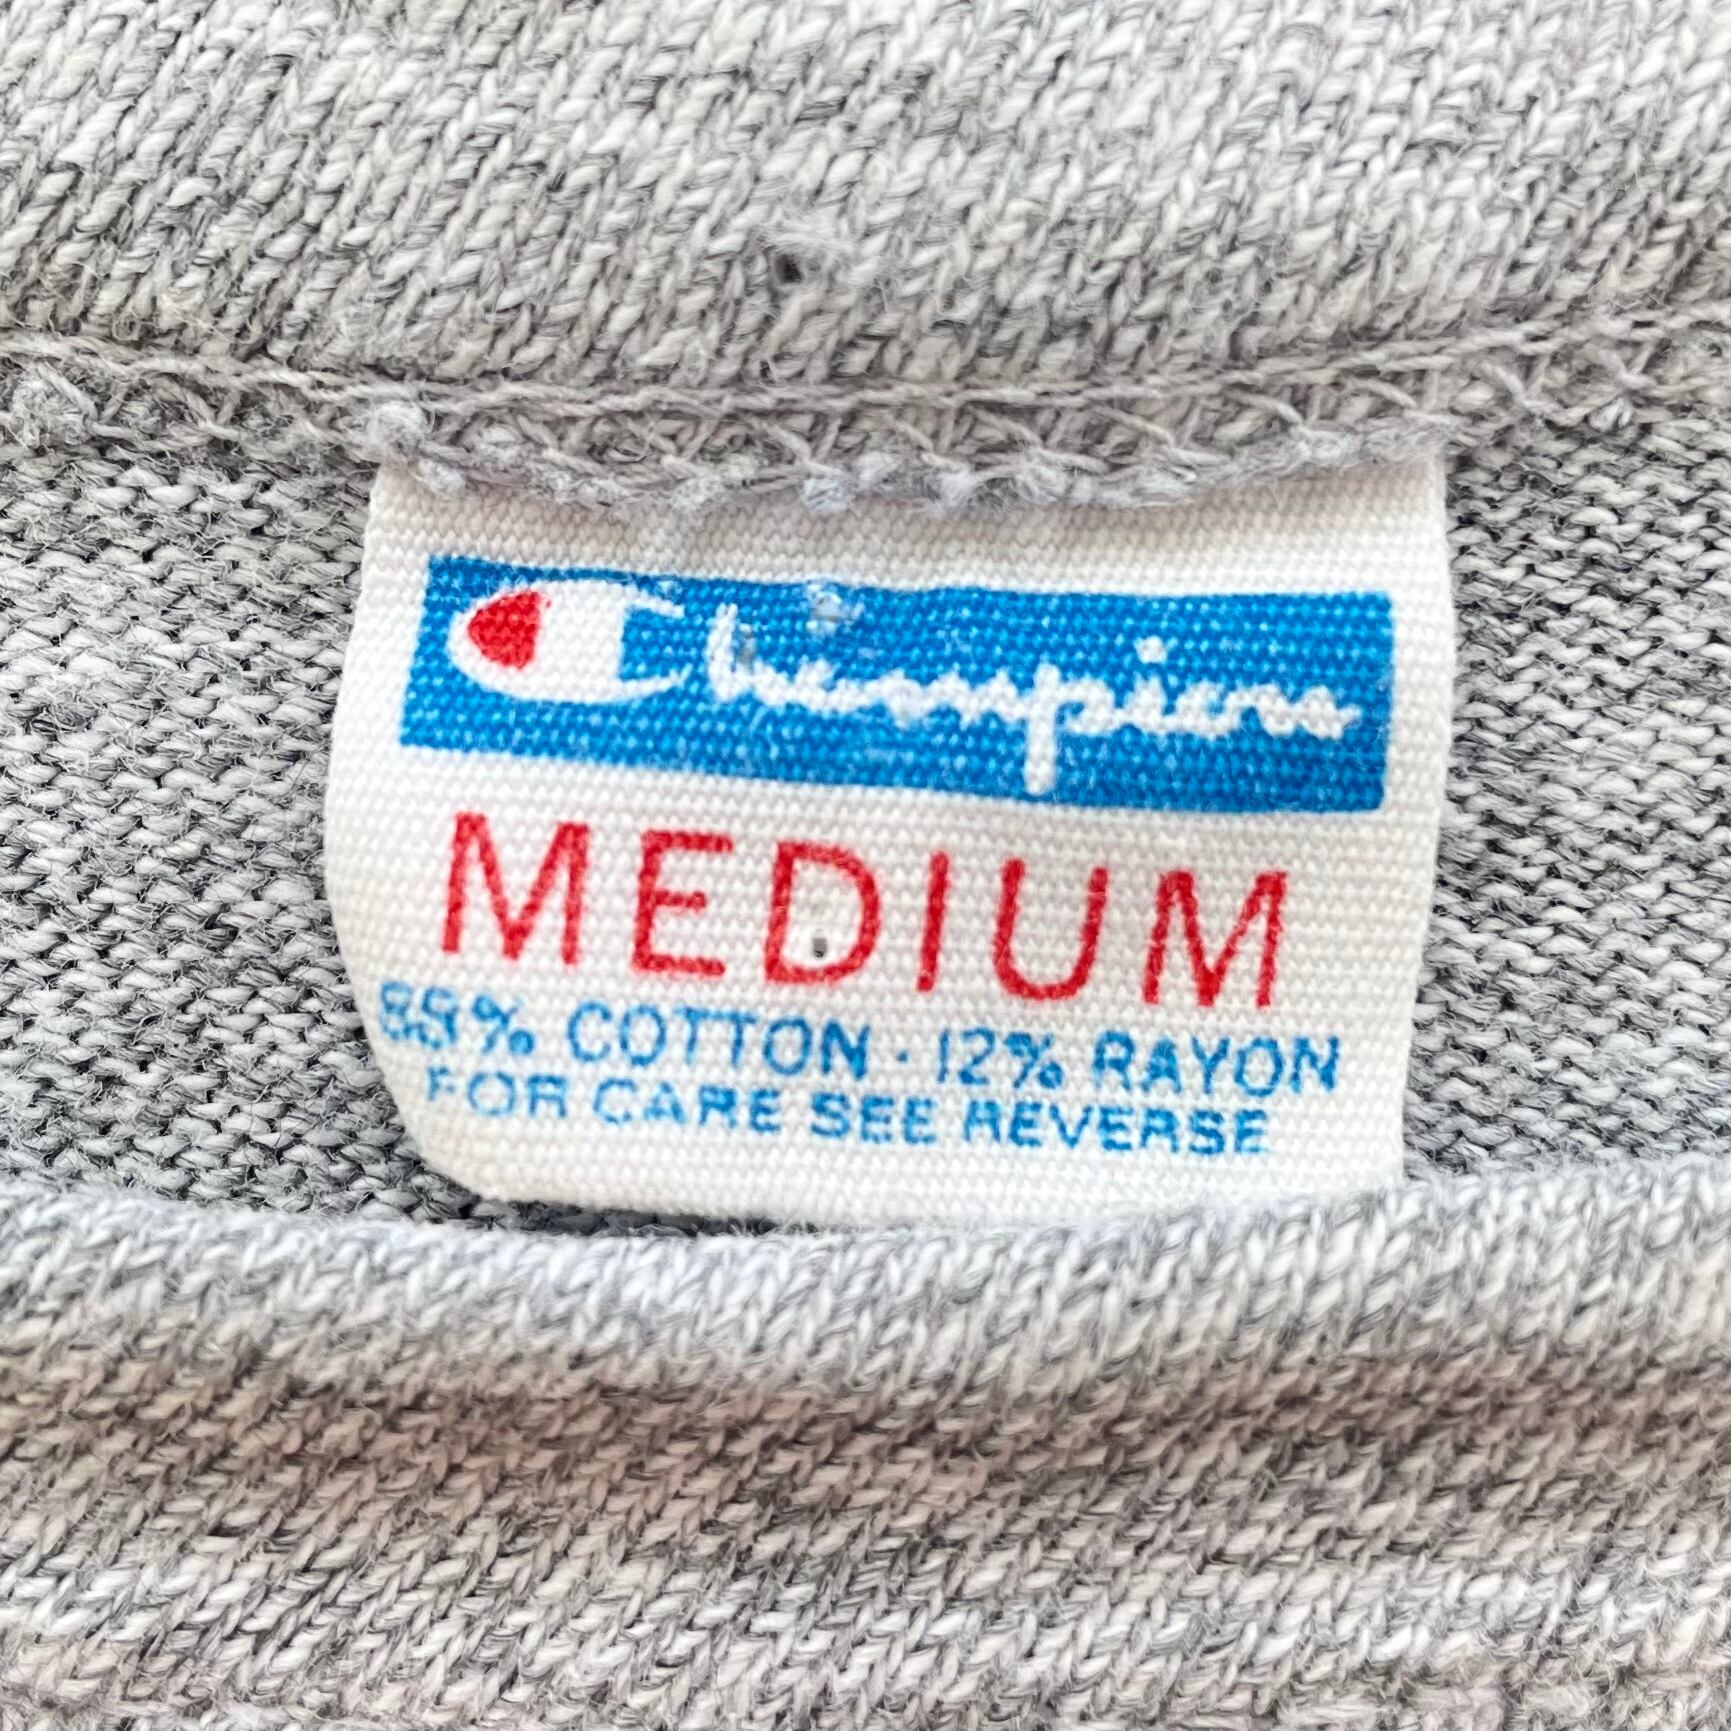 Champion
MEDIUM
88% COTTON · 12% RAYON
FOR CARE SEE REVERSE